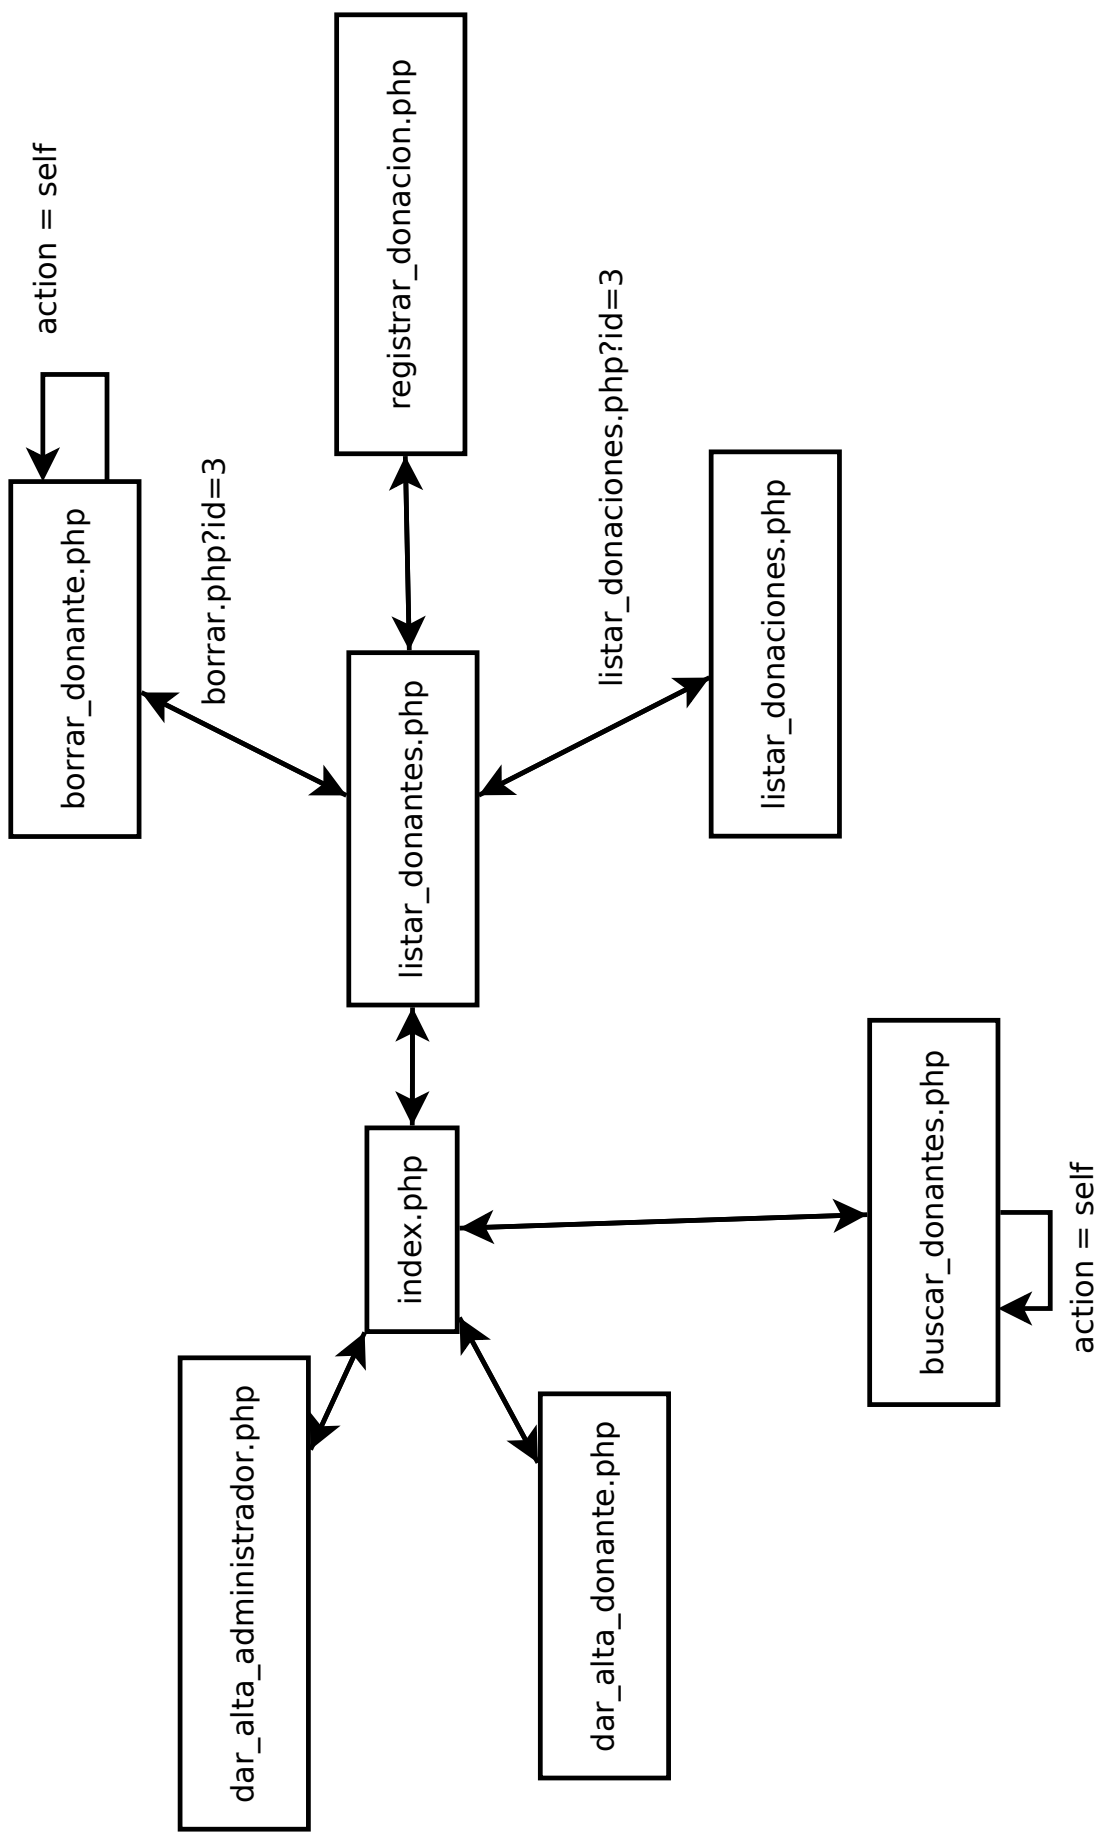 action = self
borrar_donante.php
borrar.php?id=3
dar_alta_administrador.php
registrar_donacion.php
listar_donantes.php
index.php
listar_donaciones.php?id=3
dar_alta_donante.php
listar_donaciones.php
buscar_donantes.php
action = self